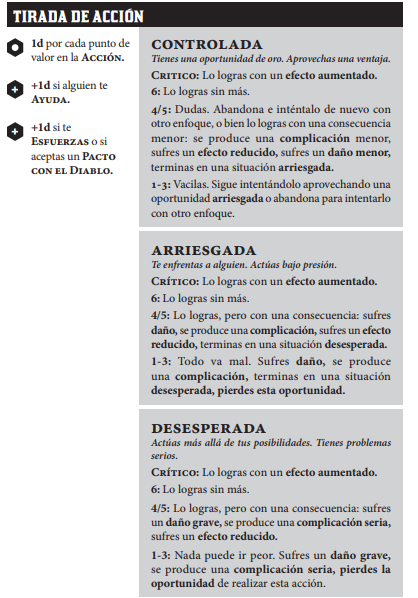 TIRADA DE ACCIÓN
1d por cada punto de
valor en la ACCIÓN.
+1d si alguien te
AYUDA.
+1d si te
ESFUERZAS o si
aceptas un PACTO
CON EL DIABLO.
CONTROLADA
Tienes una oportunidad de oro. Aprovechas una ventaja.
CRITICO: Lo logras con un efecto aumentado.
6: Lo logras sin más.
4/5: Dudas. Abandona e inténtalo de nuevo con
otro enfoque, o bien lo logras con una consecuencia
menor: se produce una complicación menor,
sufres un efecto reducido, sufres un daño menor,
terminas en una situación arriesgada.
1-3: Vacilas. Sigue intentándolo aprovechando una
oportunidad arriesgada o abandona para intentarlo
con otro enfoque.
ARRIESGADA
Te enfrentas a alguien. Actúas bajo presión.
CRÍTICO: Lo logras con un efecto aumentado.
6: Lo logras sin más.
4/5: Lo logras, pero con una consecuencia: sufres
daño, se produce una complicación, sufres un efecto
reducido, terminas en una situación desesperada.
1-3: Todo va mal. Sufres daño, se produce
una complicación, terminas en una situación
desesperada, pierdes esta oportunidad.
DESESPERADA
Actúas más allá de tus posibilidades. Tienes problemas
serios.
CRÍTICO: Lo logras con un efecto aumentado.
6: Lo logras sin más.
4/5: Lo logras, pero con una consecuencia: sufres
un daño grave, se produce una complicación seria,
sufres un efecto reducido.
1-3: Nada puede ir peor. Sufres un daño grave,
se produce una complicación seria, pierdes la
oportunidad de realizar esta acción.